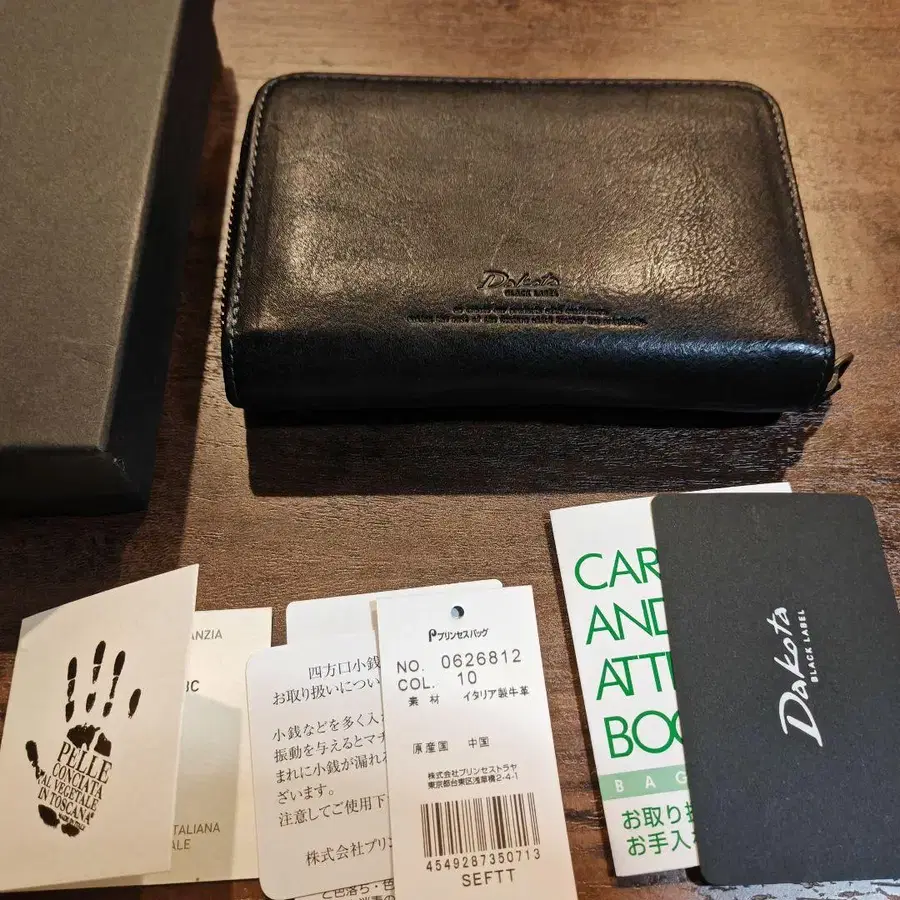 Dakota
BLACK LABEL
PELLE
CONCIATA
AL VEGETALE
IN TOSCANA
ANZIA
ITALIANA
四方口小銭
お取り扱いについ
小銭などを多く入
振動を与えるとマチ
まれに小銭が漏れ
ざいます。
注意してご使用下
株式会社プリン
プリンセスバッグ
NO. 0626812
COL. 10
素材 イタリア製牛革
原産国 中国
株式会社プリンセストラヤ
東京都台東区浅草橋2-4-1
4549287350713
SEFTT
CAR
AND
ATT
BOO
BAG
お取り扱
お手入
Dakota
BLACK LABEL